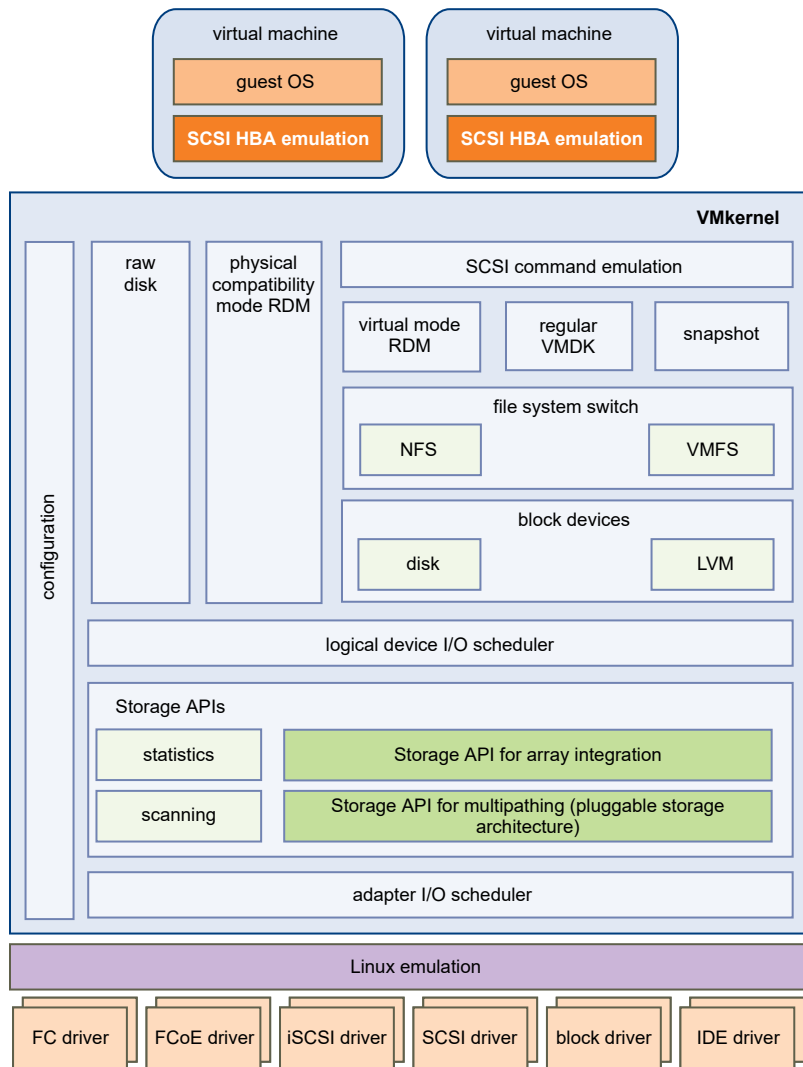 virtual machine
guest OS
SCSI HBA emulation
virtual machine
guest OS
SCSI HBA emulation
VMkernel
configuration
raw
disk
physical
compatibility
mode RDM
SCSI command emulation
virtual mode
RDM
regular
VMDK
snapshot
file system switch
NFS
VMFS
block devices
disk
LVM
logical device I/O scheduler
Storage APIs
statistics
Storage API for array integration
scanning
Storage API for multipathing (pluggable storage
architecture)
adapter I/O scheduler
Linux emulation
FC driver
FCoE driver
iSCSI driver
SCSI driver
block driver
IDE driver